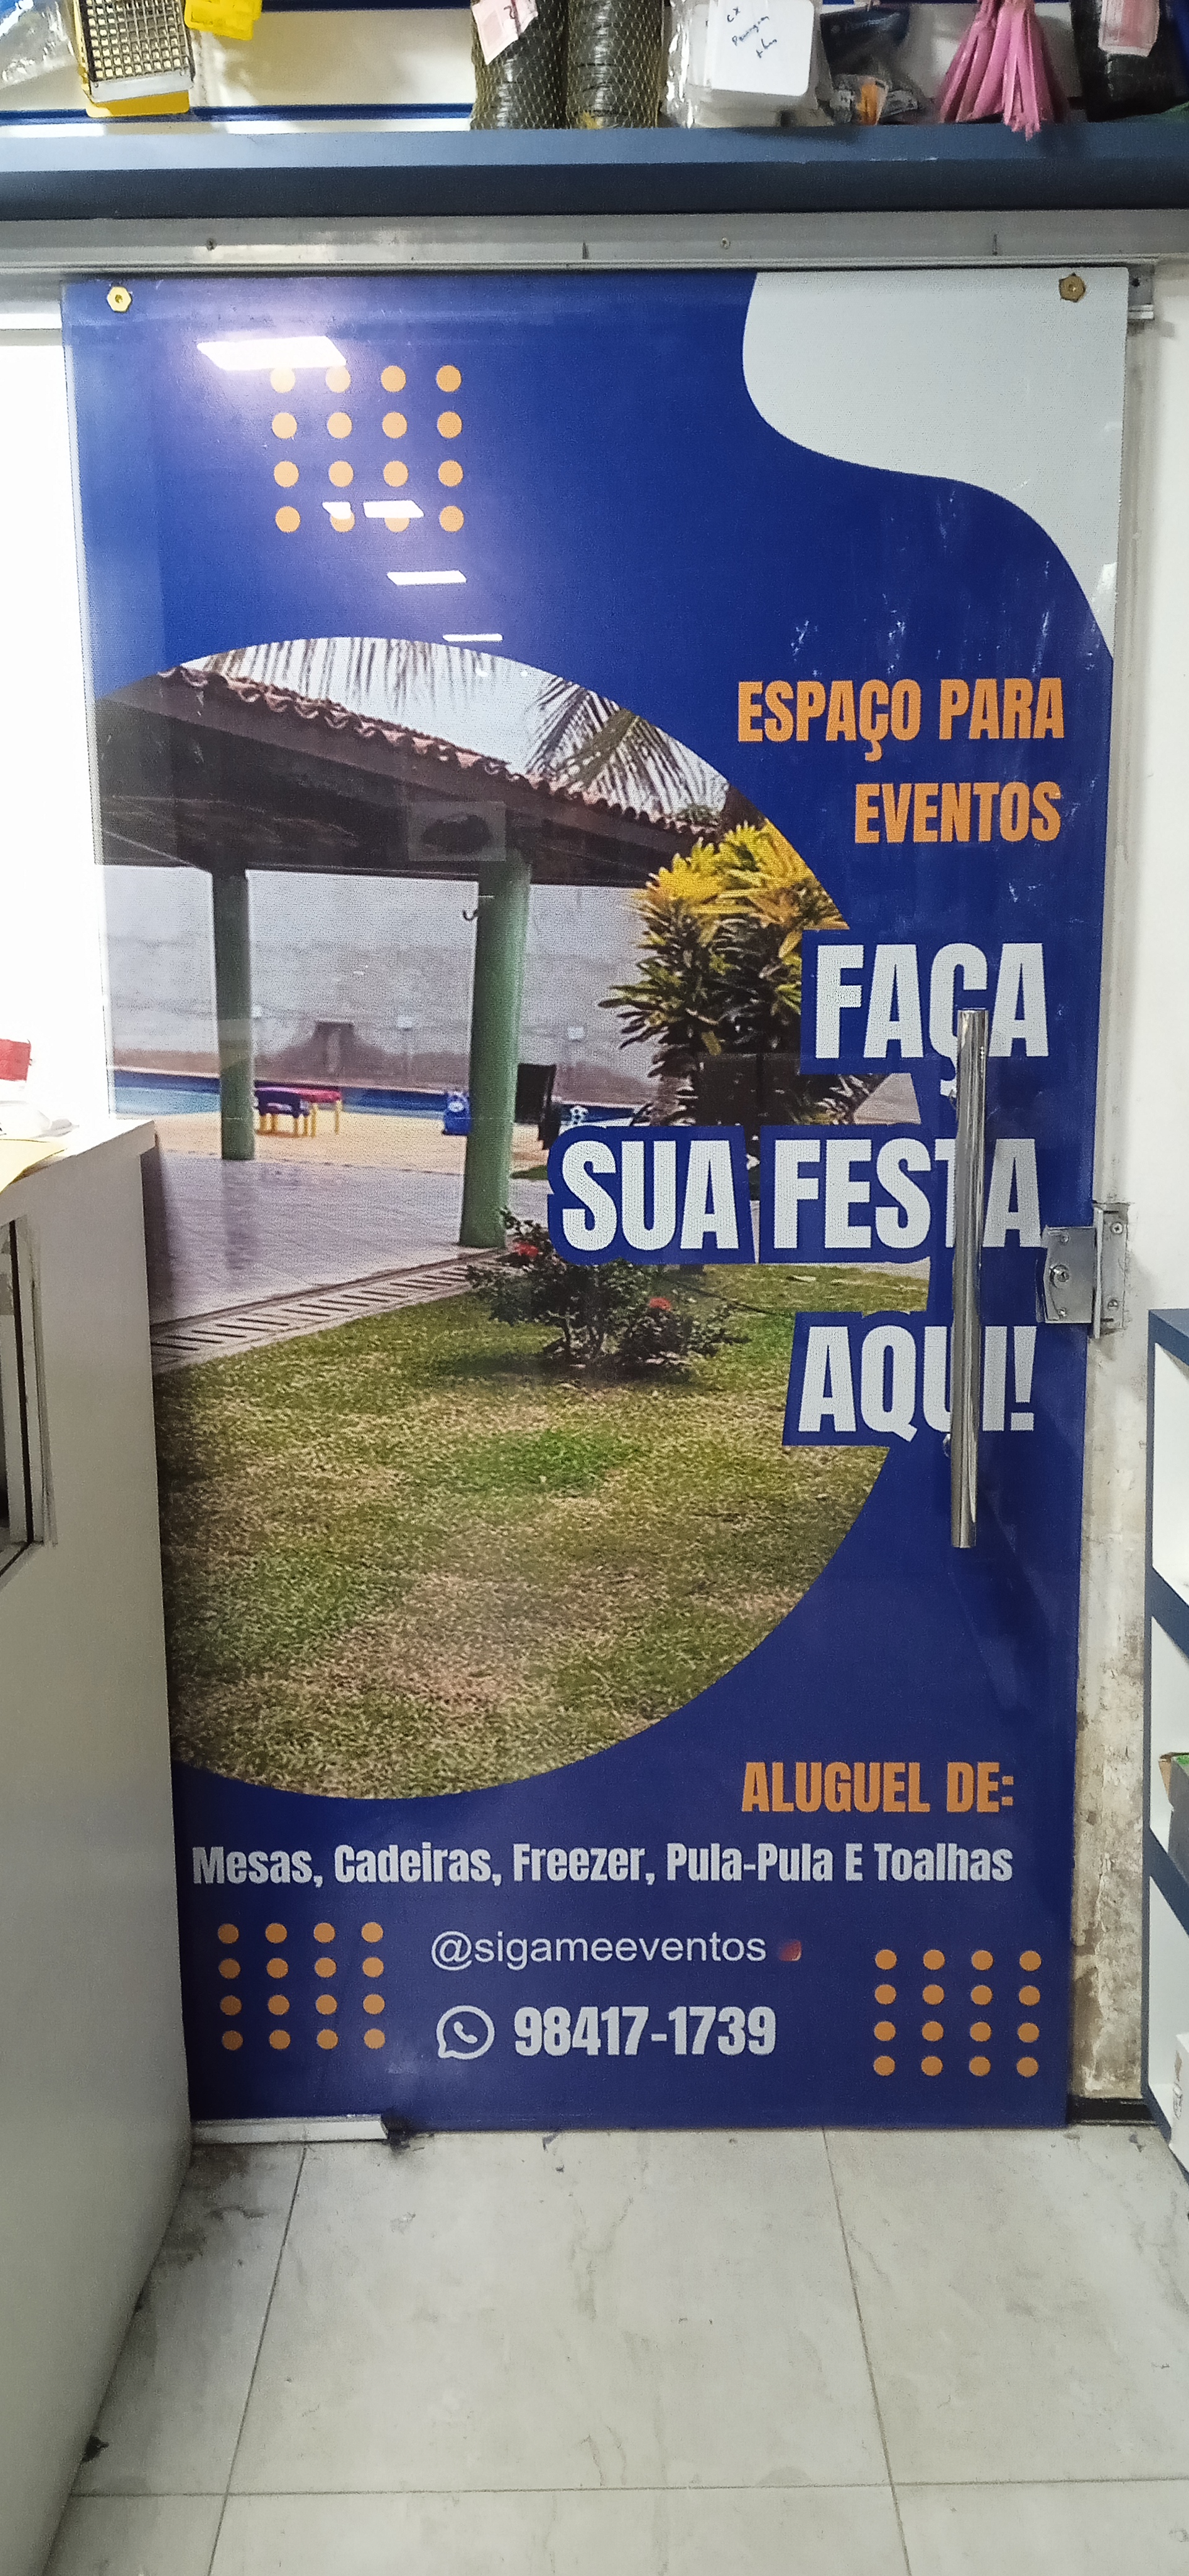 ESPAÇO PARA
EVENTOS
FAÇA
SUA FESTA
AQUI!
ALUGUEL DE:
Mesas, Cadeiras, Freezer, Pula-Pula E Toalhas
@sigameeventos
98417-1739